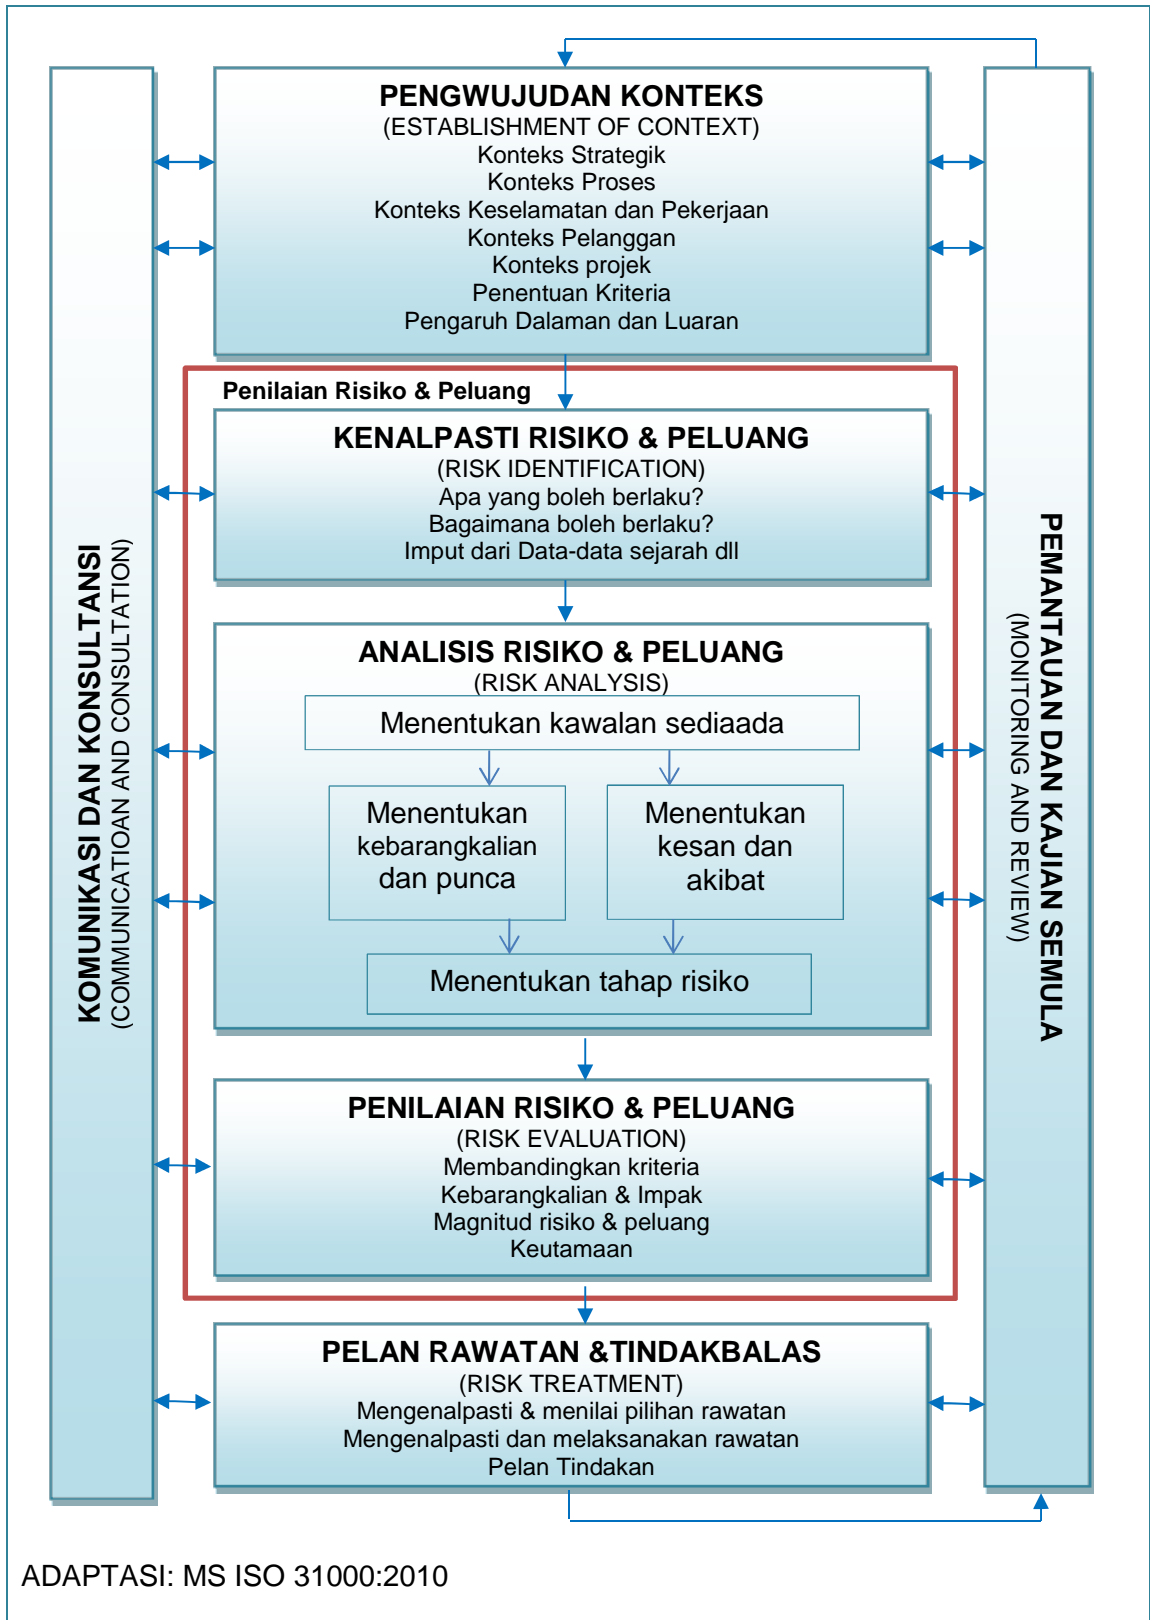 PENGWUJUDAN KONTEKS
(ESTABLISHMENT OF CONTEXT)
Konteks Strategik
Konteks Proses
Konteks Keselamatan dan Pekerjaan
Konteks Pelanggan
Konteks projek
Penentuan Kriteria
Pengaruh Dalaman dan Luaran
Penilaian Risiko & Peluang
KENALPASTI RISIKO & PELUANG
(RISK IDENTIFICATION)
Apa yang boleh berlaku?
Bagaimana boleh berlaku?
Imput dari Data-data sejarah dll
ANALISIS RISIKO & PELUANG
(RISK ANALYSIS)
Menentukan kawalan sediaada
Menentukan
kebarangkalian
dan punca
Menentukan
kesan dan
akibat
Menentukan tahap risiko
PENILAIAN RISIKO & PELUANG
(RISK EVALUATION)
Membandingkan kriteria
Kebarangkalian & Impak
Magnitud risiko & peluang
Keutamaan
PELAN RAWATAN &TINDAKBALAS
(RISK TREATMENT)
Mengenalpasti & menilai pilihan rawatan
Mengenalpasti dan melaksanakan rawatan
Pelan Tindakan
KOMUNIKASI DAN KONSULTANSI
(COMMUNICATIOAN AND CONSULTATION)
PEMANTAUAN DAN KAJIAN SEMULA
(MONITORING AND REVIEW)
ADAPTASI: MS ISO 31000:2010